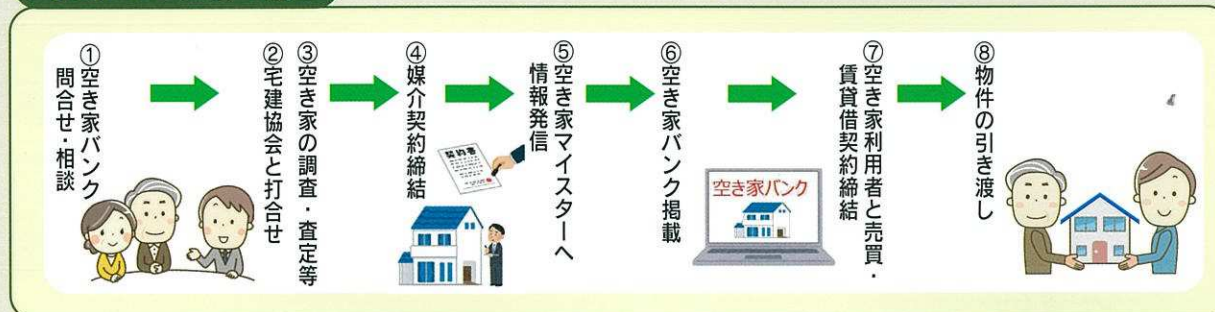 ①空き家バンク
問合せ・相談
②宅建協会と打合せ
③空き家の調査・査定等
④媒介契約締結
契約書
⑤空き家マイスターへ
情報発信
⑥空き家バンク掲載
空き家バンク
⑦空き家利用者と売買・
賃貸借契約締結
⑧物件の引き渡し